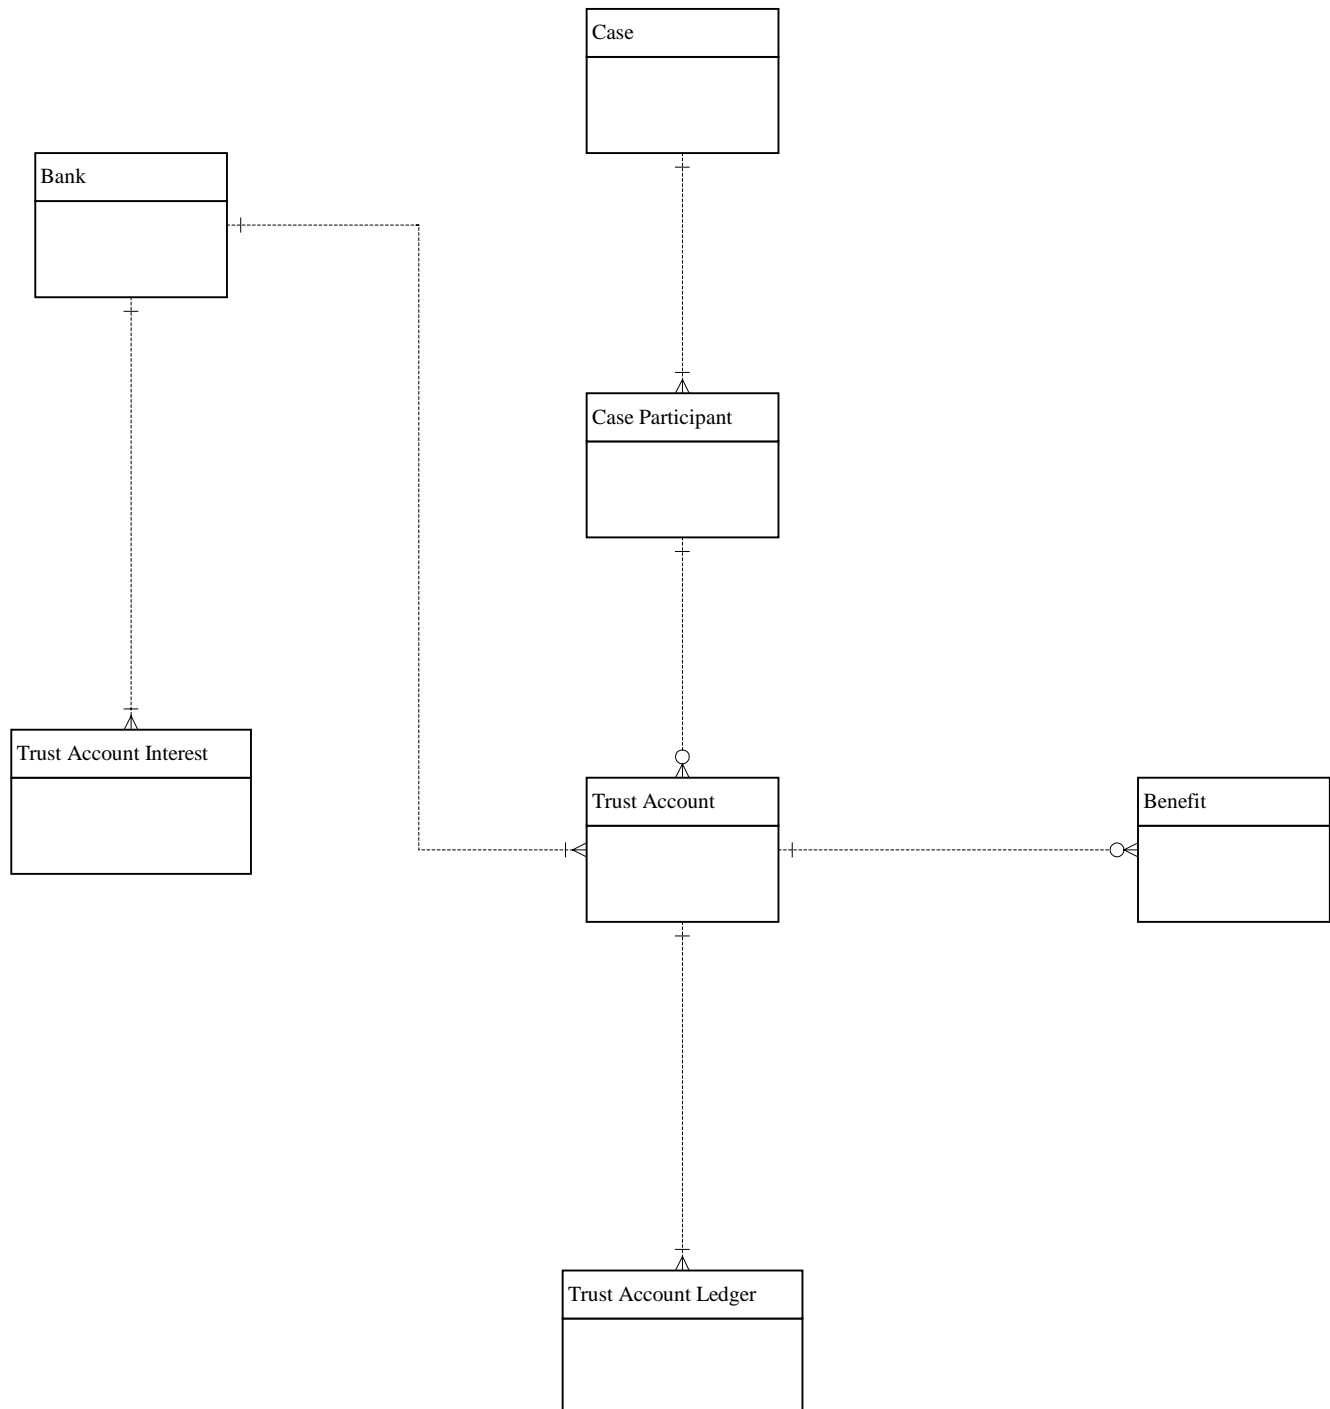 Case
Bank
Case Participant
Trust Account Interest
Trust Account
Benefit
Trust Account Ledger